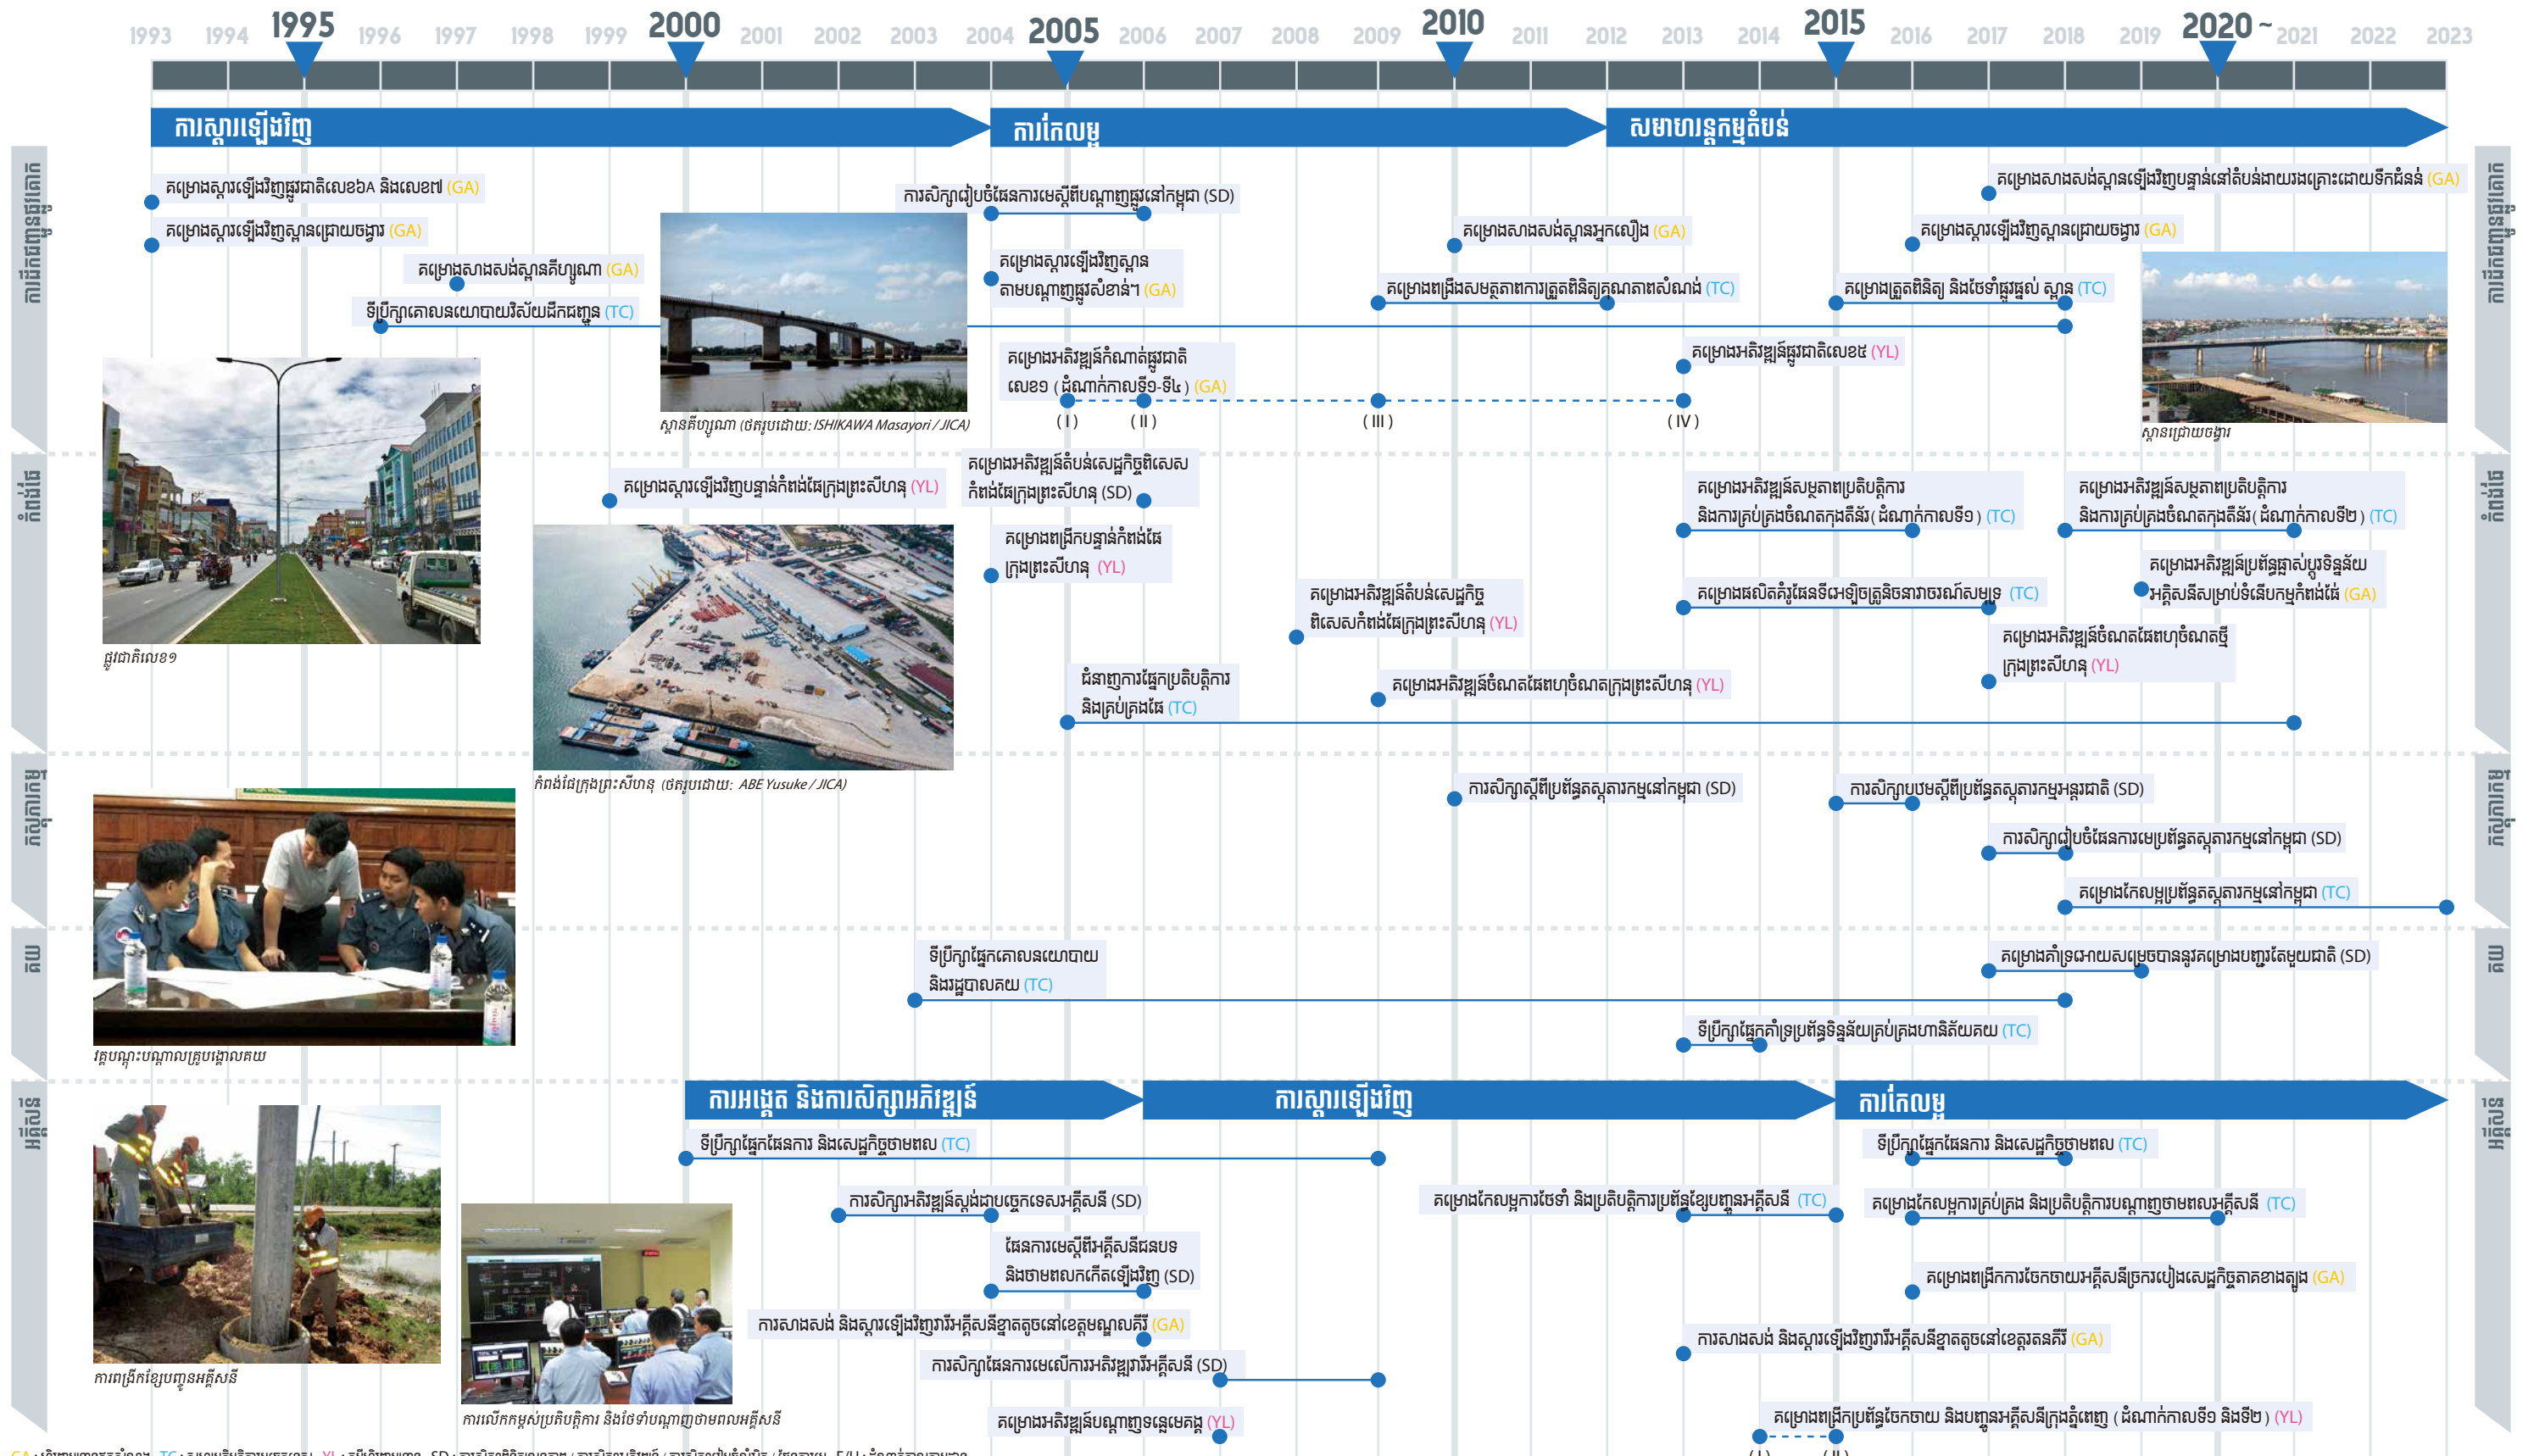 1993 1994 1995 1996 1997 1998 1999 2000 2001 2002 2003 2004 2005 2006 2007 2008 2009 2010 2011 2012 2013 2014 2015 2016 2017 2018 2019 2020 ~ 2021 2022 2023
ការស្តារឡើងវិញ
ការកែលម្អ
សមាហរន្តកម្មតំបន់
គម្រោងស្តារឡើងវិញផ្លូវជាតិលេខ៦A និងលេខ៧ (GA)
គម្រោងស្តារឡើងវិញស្ពានជ្រោយចង្វារ (GA)
គម្រោងសាងសង់ស្ពានគីហ្សូណា (GA)
ទីប្រឹក្សាគោលនយោបាយវិស័យដឹកជញ្ជូន (TC)
ការសិក្សារៀបចំផែនការមេស្តីពីបណ្តាញផ្លូវនៅកម្ពុជា (SD)
គម្រោងស្តារឡើងវិញស្ពាន
តាមបណ្តាញផ្លូវសំខាន់ៗ (GA)
គម្រោងអភិវឌ្ឍន៍កំណាត់ផ្លូវជាតិ
លេខ១ (ដំណាក់កាលទី១-ទី៤) (GA)
( I ) ( II ) ( III ) ( IV )
គម្រោងសាងសង់ស្ពានអ្នកលឿង (GA)
គម្រោងពង្រឹងសមត្ថភាពការត្រួតពិនិត្យគុណភាពសំណង់ (TC)
គម្រោងអភិវឌ្ឍន៍ផ្លូវជាតិលេខ៥ (YL)
គម្រោងសាងសង់ស្ពានឡើងវិញបន្ទាន់នៅតំបន់ងាយរងគ្រោះដោយទឹកជំនន់ (GA)
គម្រោងស្តារឡើងវិញស្ពានជ្រោយចង្វារ (GA)
គម្រោងត្រួតពិនិត្យ និងថែទាំផ្លូវថ្នល់ ស្ពាន (TC)
ស្ពានគីហ្សូណា (ថតរូបដោយ: ISHIKAWA Masayori / JICA)
ស្ពានជ្រោយចង្វារ
ផ្លូវជាតិលេខ១
កំពង់ផែ
គម្រោងស្តារឡើងវិញបន្ទាន់កំពង់ផែក្រុងព្រះសីហនុ (YL)
គម្រោងអភិវឌ្ឍន៍តំបន់សេដ្ឋកិច្ចពិសេស
កំពង់ផែក្រុងព្រះសីហនុ (SD)
គម្រោងពង្រីកបន្ទាន់កំពង់ផែ
ក្រុងព្រះសីហនុ (YL)
គម្រោងអភិវឌ្ឍន៍តំបន់សេដ្ឋកិច្ច
ពិសេសកំពង់ផែក្រុងព្រះសីហនុ (YL)
ជំនាញការផ្នែកប្រតិបត្តិការ
និងគ្រប់គ្រងផែ (TC)
គម្រោងអភិវឌ្ឍន៍ចំណតផែពហុចំណតក្រុងព្រះសីហនុ (YL)
គម្រោងអភិវឌ្ឍន៍សម្ថភាពប្រតិបត្តិការ
និងការគ្រប់គ្រងចំណតកុងតឺន័រ(ដំណាក់កាលទី១) (TC)
គម្រោងអភិវឌ្ឍន៍សម្ថភាពប្រតិបត្តិការ
និងការគ្រប់គ្រងចំណតកុងតឺន័រ(ដំណាក់កាលទី២) (TC)
គម្រោងផលិតគំរូផែនទីអេឡិចត្រូនិចនាវាចរណ៍សមុទ្រ (TC)
គម្រោងអភិវឌ្ឍន៍ប្រព័ន្ធផ្លាស់ប្តូរទិន្នន័យ
អគ្គិសនីសម្រាប់ទំនើបកម្មកំពង់ផែ (GA)
គម្រោងអភិវឌ្ឍន៍ចំណតផែពហុចំណតថ្មី
ក្រុងព្រះសីហនុ (YL)
កំពង់ផែក្រុងព្រះសីហនុ (ថតរូបដោយ: ABE Yusuke / JICA)
ការសិក្សាស្តីពីប្រព័ន្ធតស្តុភារកម្មនៅកម្ពុជា (SD)
ការសិក្សាបឋមស្តីពីប្រព័ន្ធតស្តុភារកម្មអន្តរជាតិ (SD)
ការសិក្សារៀបចំផែនការមេប្រព័ន្ធតស្តុភារកម្មនៅកម្ពុជា (SD)
គម្រោងកែលម្អប្រព័ន្ធតស្តុភារកម្មនៅកម្ពុជា (TC)
គយ
ទីប្រឹក្សាផ្នែកគោលនយោបាយ
និងរដ្ឋបាលគយ (TC)
គម្រោងគាំទ្រអោយសម្រេចបាននូវគម្រោងបញ្ជរតែមួយជាតិ (SD)
ទីប្រឹក្សាផ្នែកគាំទ្រប្រព័ន្ធទិន្នន័យគ្រប់គ្រងហានិភ័យគយ (TC)
វគ្គបណ្តុះបណ្តាលគ្រូបង្គោលគយ
ការអង្កេត និងការសិក្សាអភិវឌ្ឍន៍
ការស្តារឡើងវិញ
ការកែលម្អ
ទីប្រឹក្សាផ្នែកផែនការ និងសេដ្ឋកិច្ចថាមពល (TC)
ការសិក្សាអភិវឌ្ឍន៍ស្តង់ដាបច្ចេកទេសអគ្គីសនី (SD)
ផែនការមេស្តីពីអគ្គីសនីជនបទ
និងថាមពលកកើតឡើងវិញ (SD)
ការសាងសង់ និងស្តារឡើងវិញវារីអគ្គីសនីខ្នាតតូចនៅខេត្តមណ្ឌលគីរី (GA)
ការសិក្សាផែនការមេលើការអភិវឌ្ឍវារីអគ្គីសនី (SD)
គម្រោងអភិវឌ្ឍន៍បណ្តាញទន្លេមេគង្គ (YL)
គម្រោងកែលម្អការថែទាំ និងប្រតិបត្តិការប្រព័ន្ធខ្សែបញ្ជូនអគ្គីសនី (TC)
ទីប្រឹក្សាផ្នែកផែនការ និងសេដ្ឋកិច្ចថាមពល (TC)
គម្រោងកែលម្អការគ្រប់គ្រង និងប្រតិបត្តិការបណ្តាញថាមពលអគ្គីសនី (TC)
គម្រោងពង្រីកការចែកចាយអគ្គីសនីច្រករបៀងសេដ្ឋកិច្ចភាគខាងត្បូង (GA)
ការសាងសង់ និងស្តារឡើងវិញវារីអគ្គីសនីខ្នាតតូចនៅខេត្តរតនគីរី (GA)
គម្រោងពង្រីកប្រព័ន្ធចែកចាយ និងបញ្ជូនអគ្គីសនីក្រុងភ្នំពេញ (ដំណាក់កាលទី១ និងទី២) (YL)
ការពង្រីកខ្សែបញ្ជូនអគ្គីសនី
ការលើកកម្ពស់ប្រតិបត្តិការ និងថែទាំបណ្តាញថាមពលអគ្គីសនី